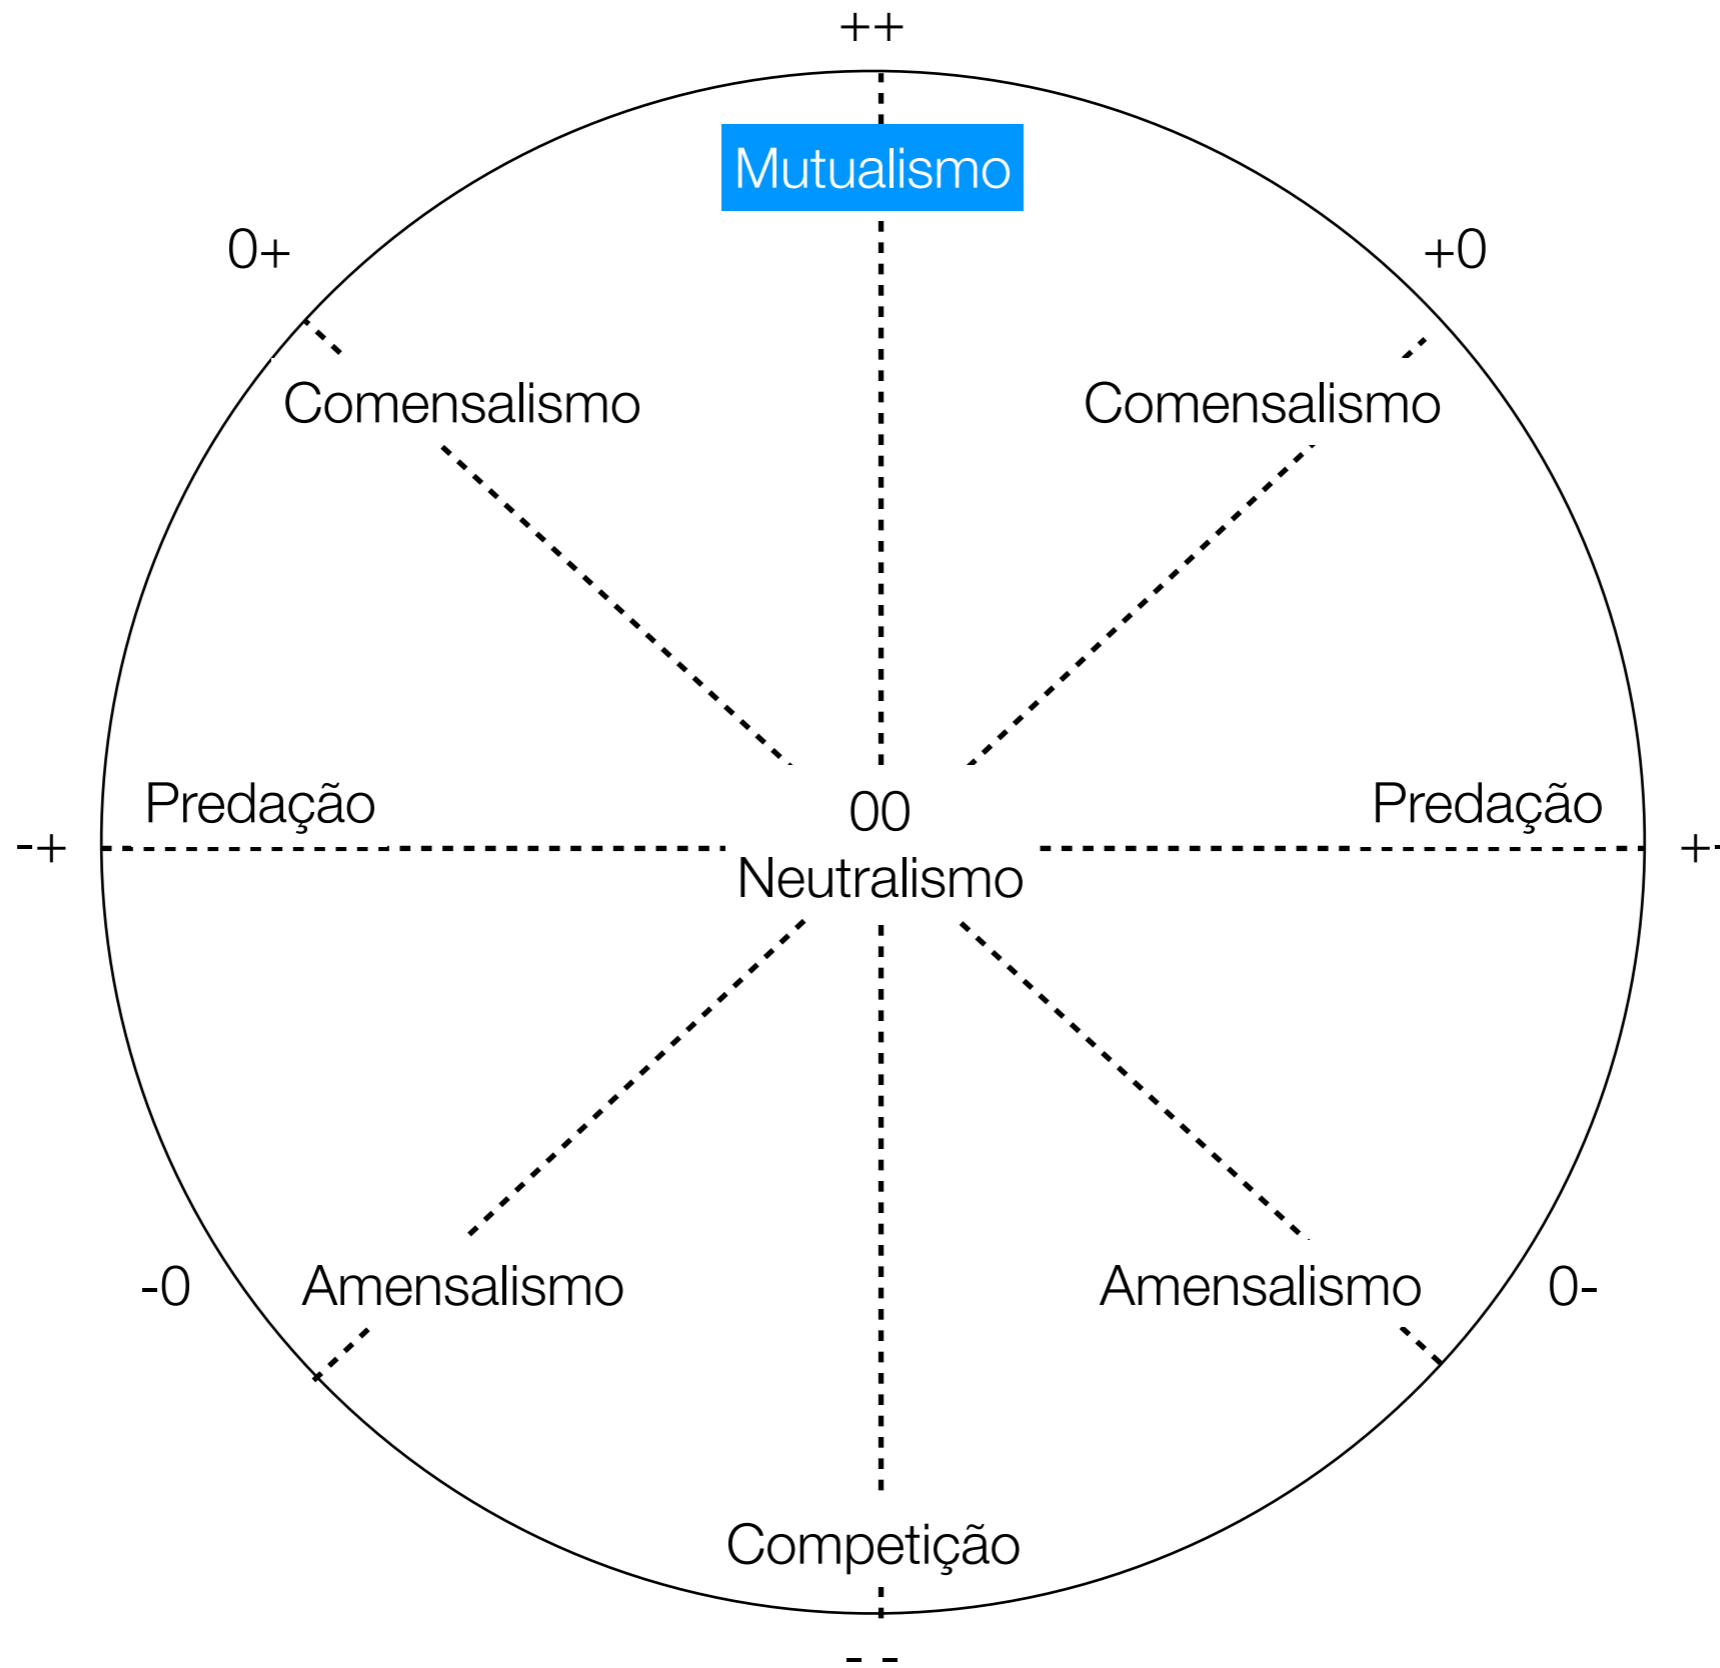 ++
Mutualismo
0+
+0
Comensalismo
Comensalismo
Predação
00
Predação
-+
+-
Neutralismo
-0
Amensalismo
Amensalismo
0-
Competição
- -